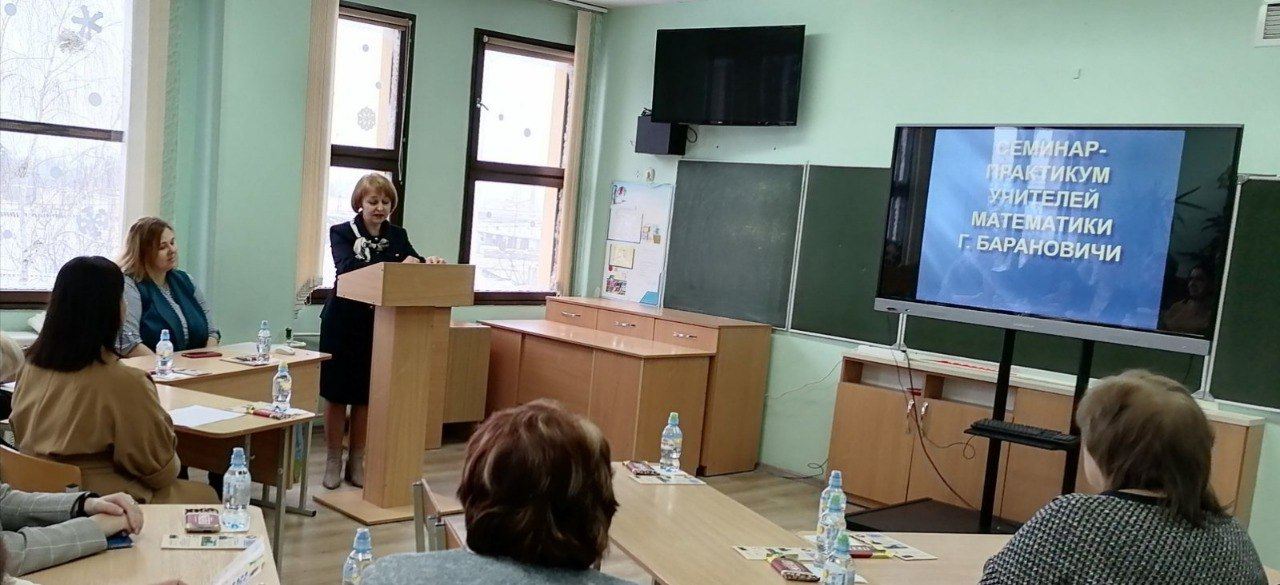 СЕМИНАР-
ПРАКТИКУМ
УЧИТЕЛЕЙ
МАТЕМАТИКИ
Г. БАРАНОВИЧИ